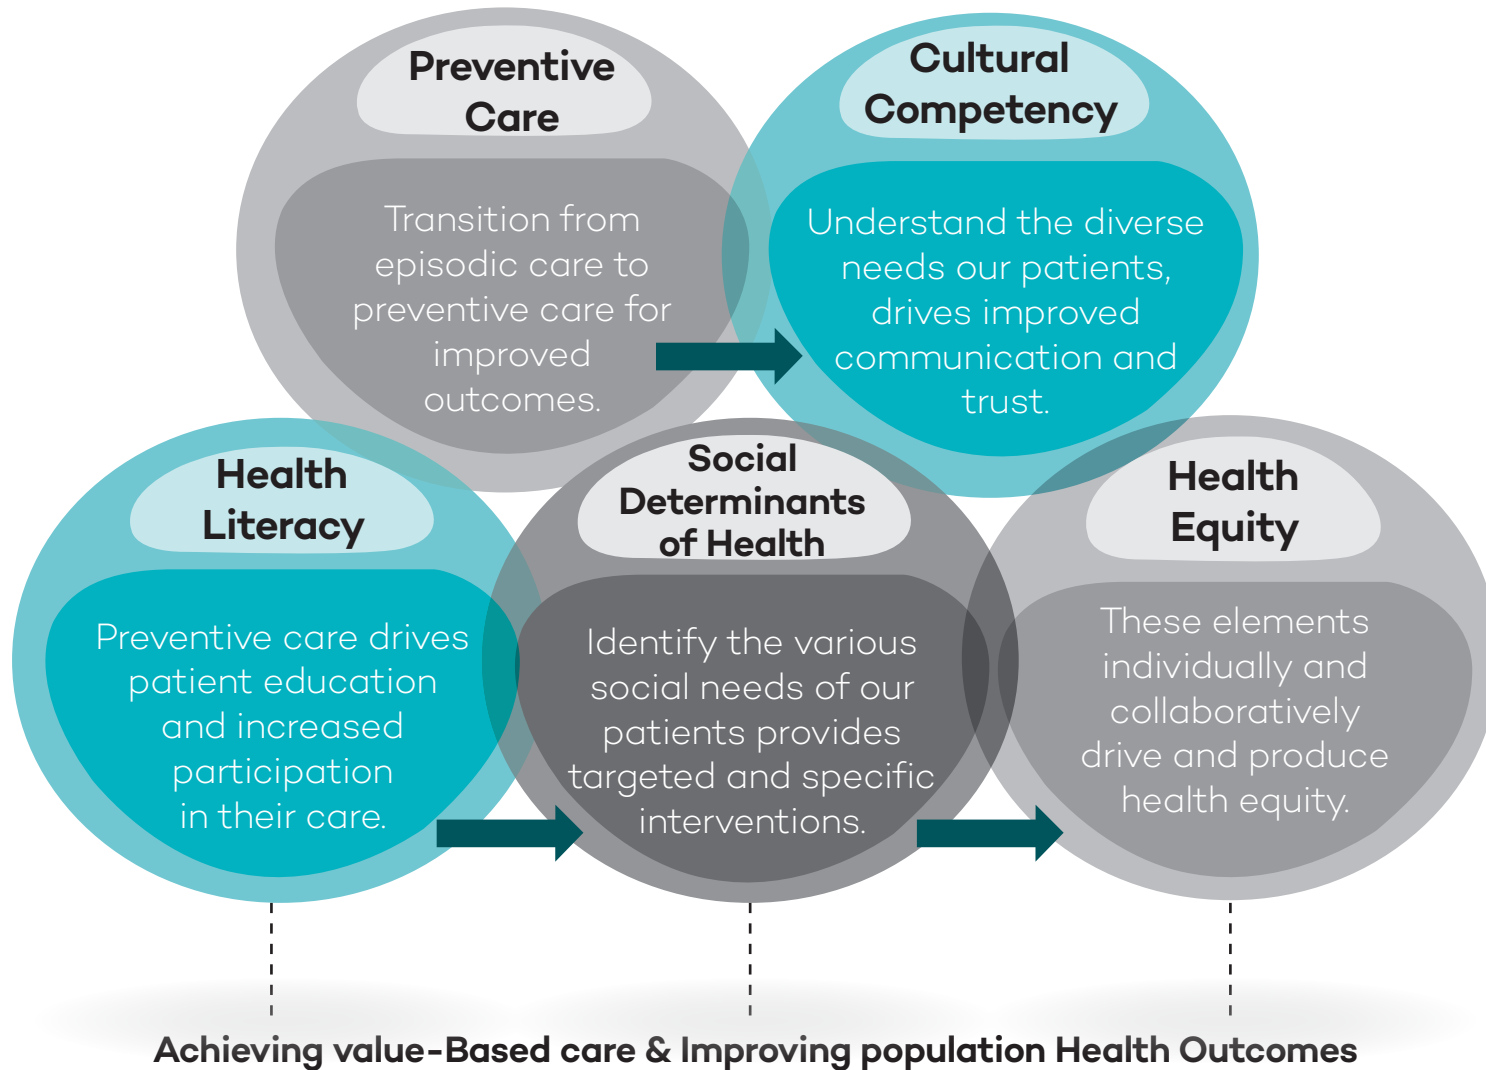 Preventive
Care
Transition from
episodic care to
preventive care for
improved
outcomes.
Cultural
Competency
Understand the diverse
needs our patients,
drives improved
communication and
trust.
Health
Literacy
Preventive care drives
patient education
and increased
participation
in their care.
Social
Determinants
of Health
Identify the various
social needs of our
patients provides
targeted and specific
interventions.
Health
Equity
These elements
individually and
collaboratively
drive and produce
health equity.
Achieving value-Based care & Improving population Health Outcomes